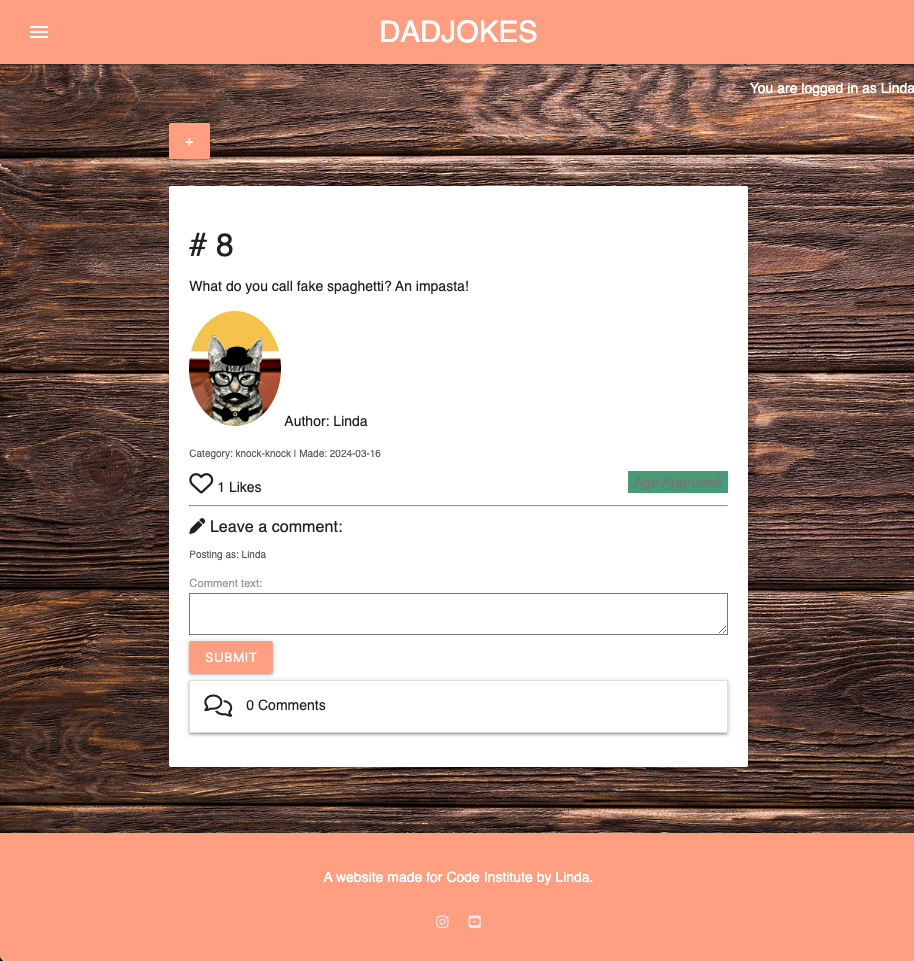 DADJOKES
You are logged in as Linda
+
# 8
What do you call fake spaghetti? An impasta!
Author: Linda
Category: knock-knock | Made: 2024-03-16
1 Likes
Age Approved
Leave a comment:
Posting as: Linda
Comment text:
SUBMIT
0 Comments
A website made for Code Institute by Linda.